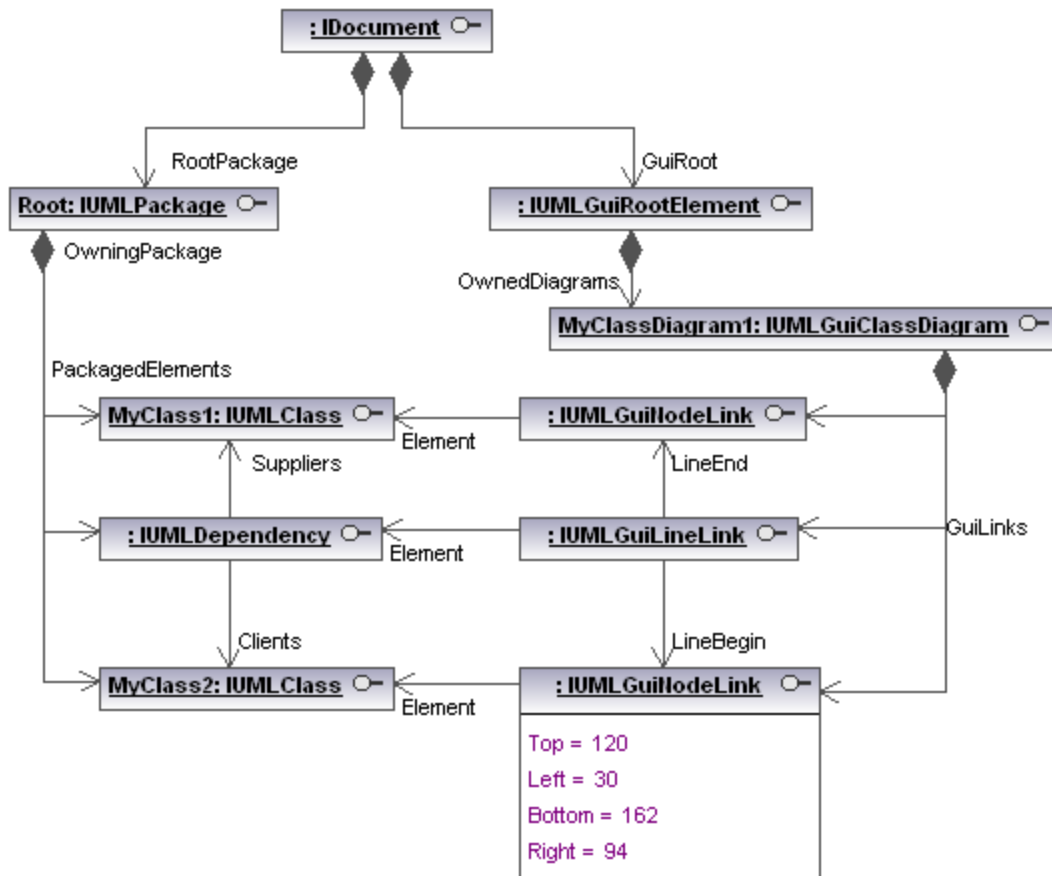 : IDocument
RootPackage
GuiRoot
Root: IUMLPackage
: IUMLGuiRootElement
OwningPackage
OwnedDiagrams
MyClassDiagram1: IUMLGuiClassDiagram
PackagedElements
MyClass1: IUMLClass
: IUMLGuiNodeLink
Element
Suppliers
LineEnd
: IUMLDependency
: IUMLGuiLineLink
GuiLinks
Element
Clients
LineBegin
MyClass2: IUMLClass
: IUMLGuiNodeLink
Element
Top = 120
Left = 30
Bottom = 162
Right = 94